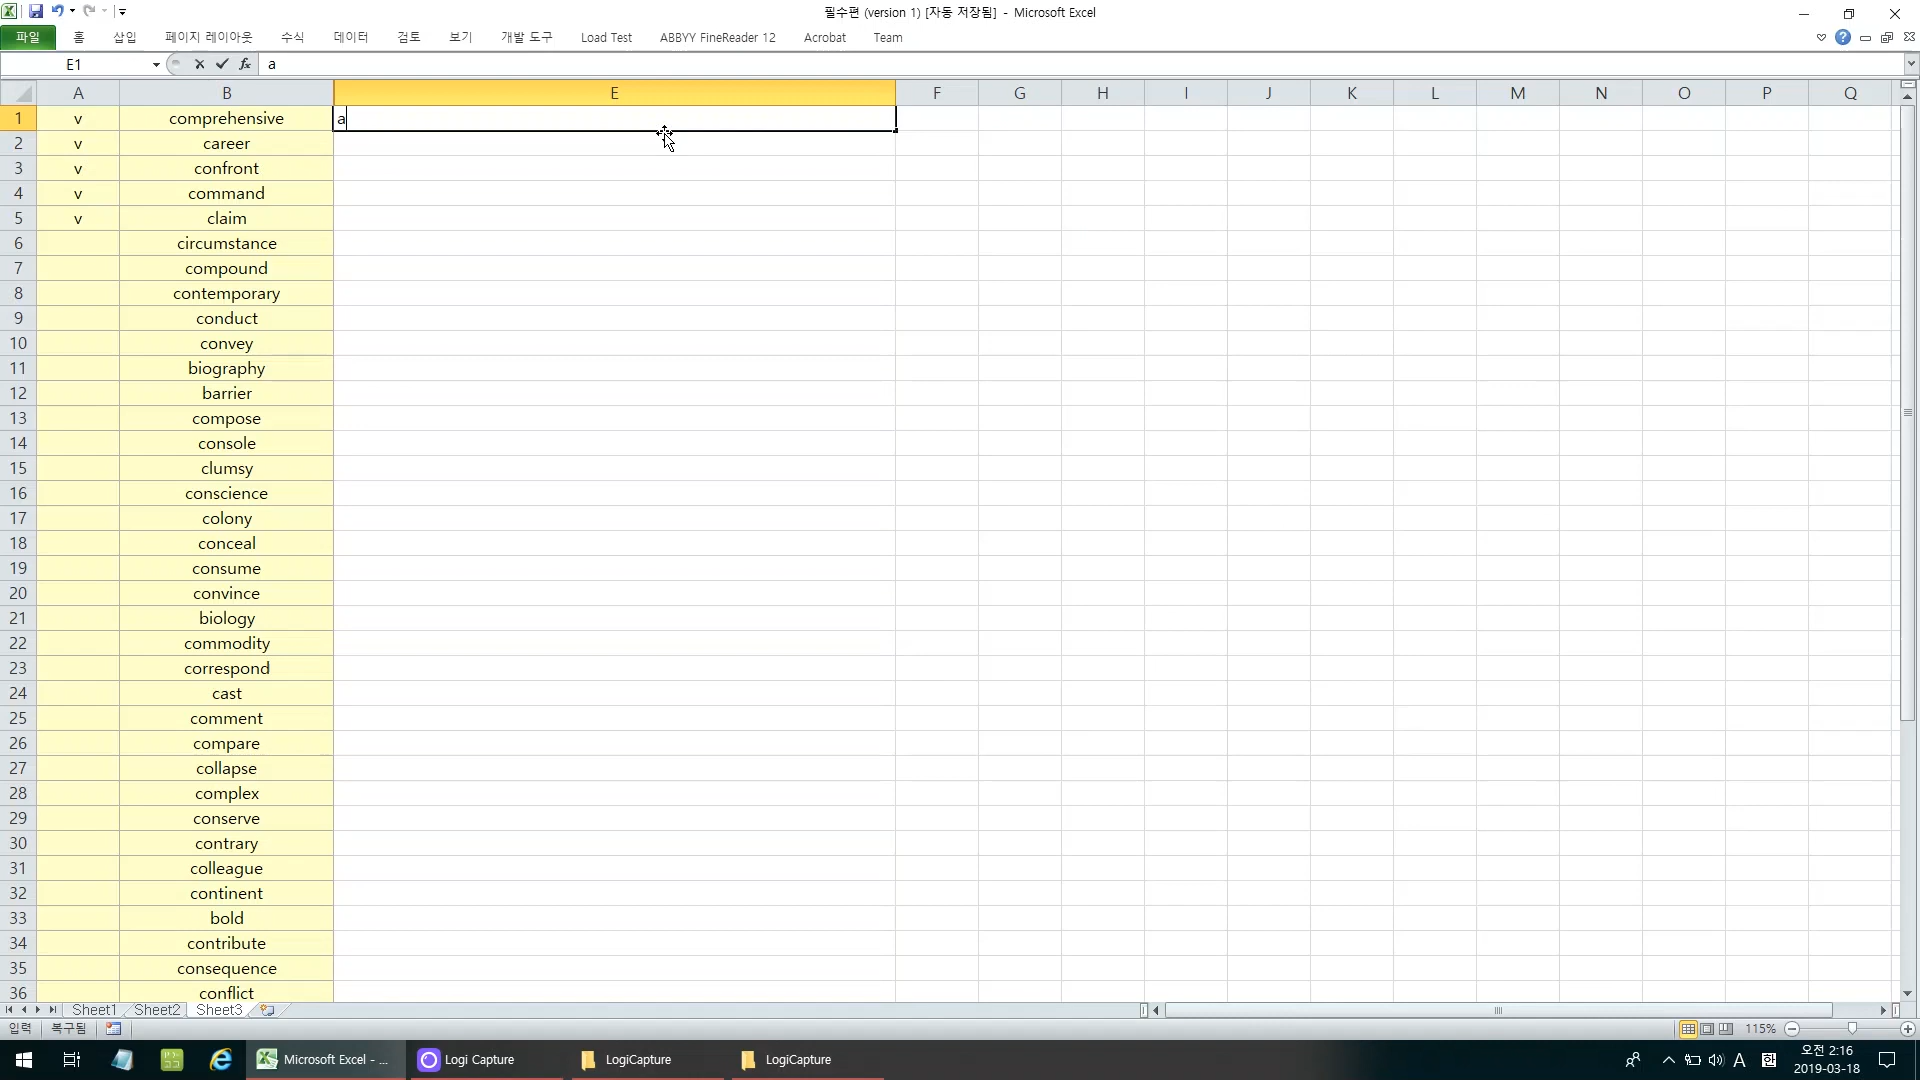 필수편 (version 1) [자동 저장됨] - Microsoft Excel
파일 홈 삽입 페이지 레이아웃 수식 데이터 검토 보기 개발 도구 Load Test ABBYY FineReader 12 Acrobat Team
E1 fx a
A B E F G H I J K L M N O P Q
1 v comprehensive a
2 v career
3 v confront
4 v command
5 v claim
6 circumstance
7 compound
8 contemporary
9 conduct
10 convey
11 biography
12 barrier
13 compose
14 console
15 clumsy
16 conscience
17 colony
18 conceal
19 consume
20 convince
21 biology
22 commodity
23 correspond
24 cast
25 comment
26 compare
27 collapse
28 complex
29 conserve
30 contrary
31 colleague
32 continent
33 bold
34 contribute
35 consequence
36 conflict
Sheet1 Sheet2 Sheet3
입력 복구됨 115%
Microsoft Excel - ... Logi Capture LogiCapture LogiCapture A 한 오전 2:16
2019-03-18